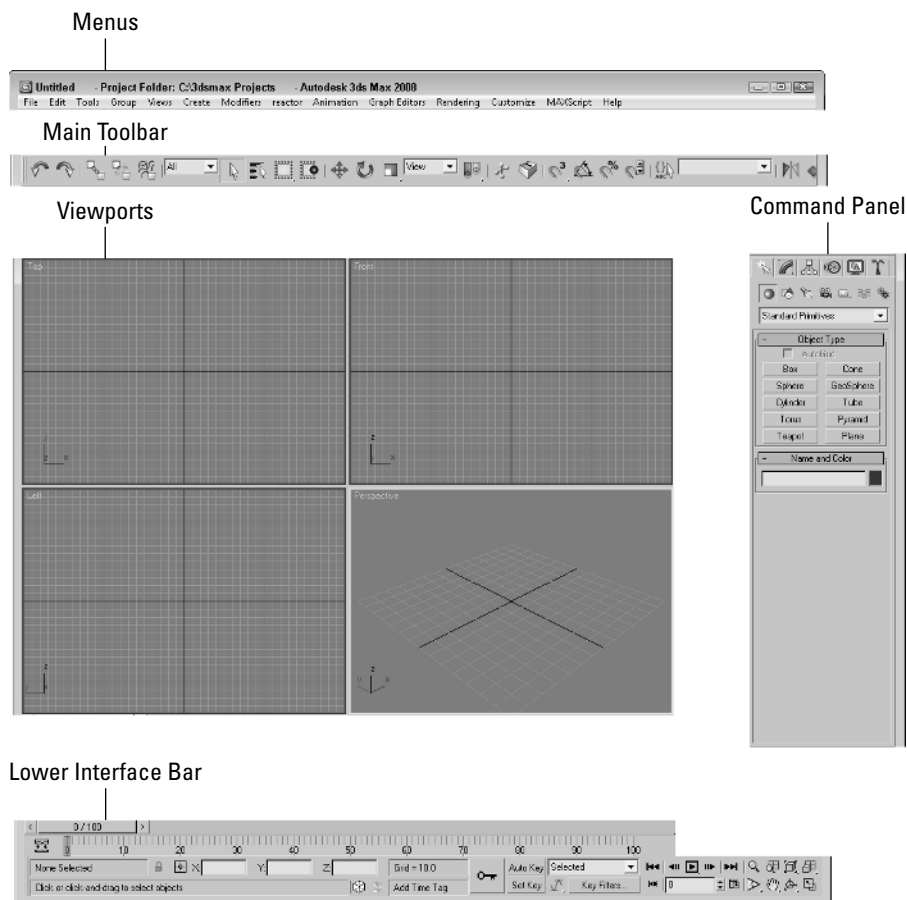 Menus
Untitled - Project Folder: C:\3dsmax Projects - Autodesk 3ds Max 2008
File Edit Tools Group Views Create Modifiers reactor Animation Graph Editors Rendering Customize MAXScript Help
Main Toolbar
All
View
Viewports
Command Panel
Top
Front
Standard Primitives
Object Type
AutoGrid
Box Cone
Sphere GeoSphere
Cylinder Tube
Torus Pyramid
Teapot Plane
Name and Color
z x
z x
Left
Perspective
z
z
y x
Lower Interface Bar
< 0 / 100 >
0 10 20 30 40 50 60 70 80 90 100
None Selected X: Y: Z: Grid = 10.0 Auto Key Selected
Click or click-and-drag to select objects Add Time Tag Set Key Key Filters... 0